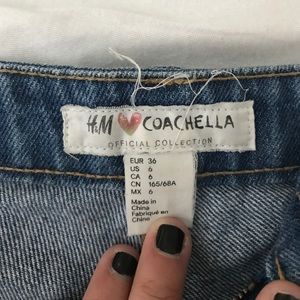 H&M COACHELLA
OFFICIAL COLLECTION
EUR 36
US 6
CA 6
CN 165/68A
MX 6
Made in
China
Fabriqué en
Chine